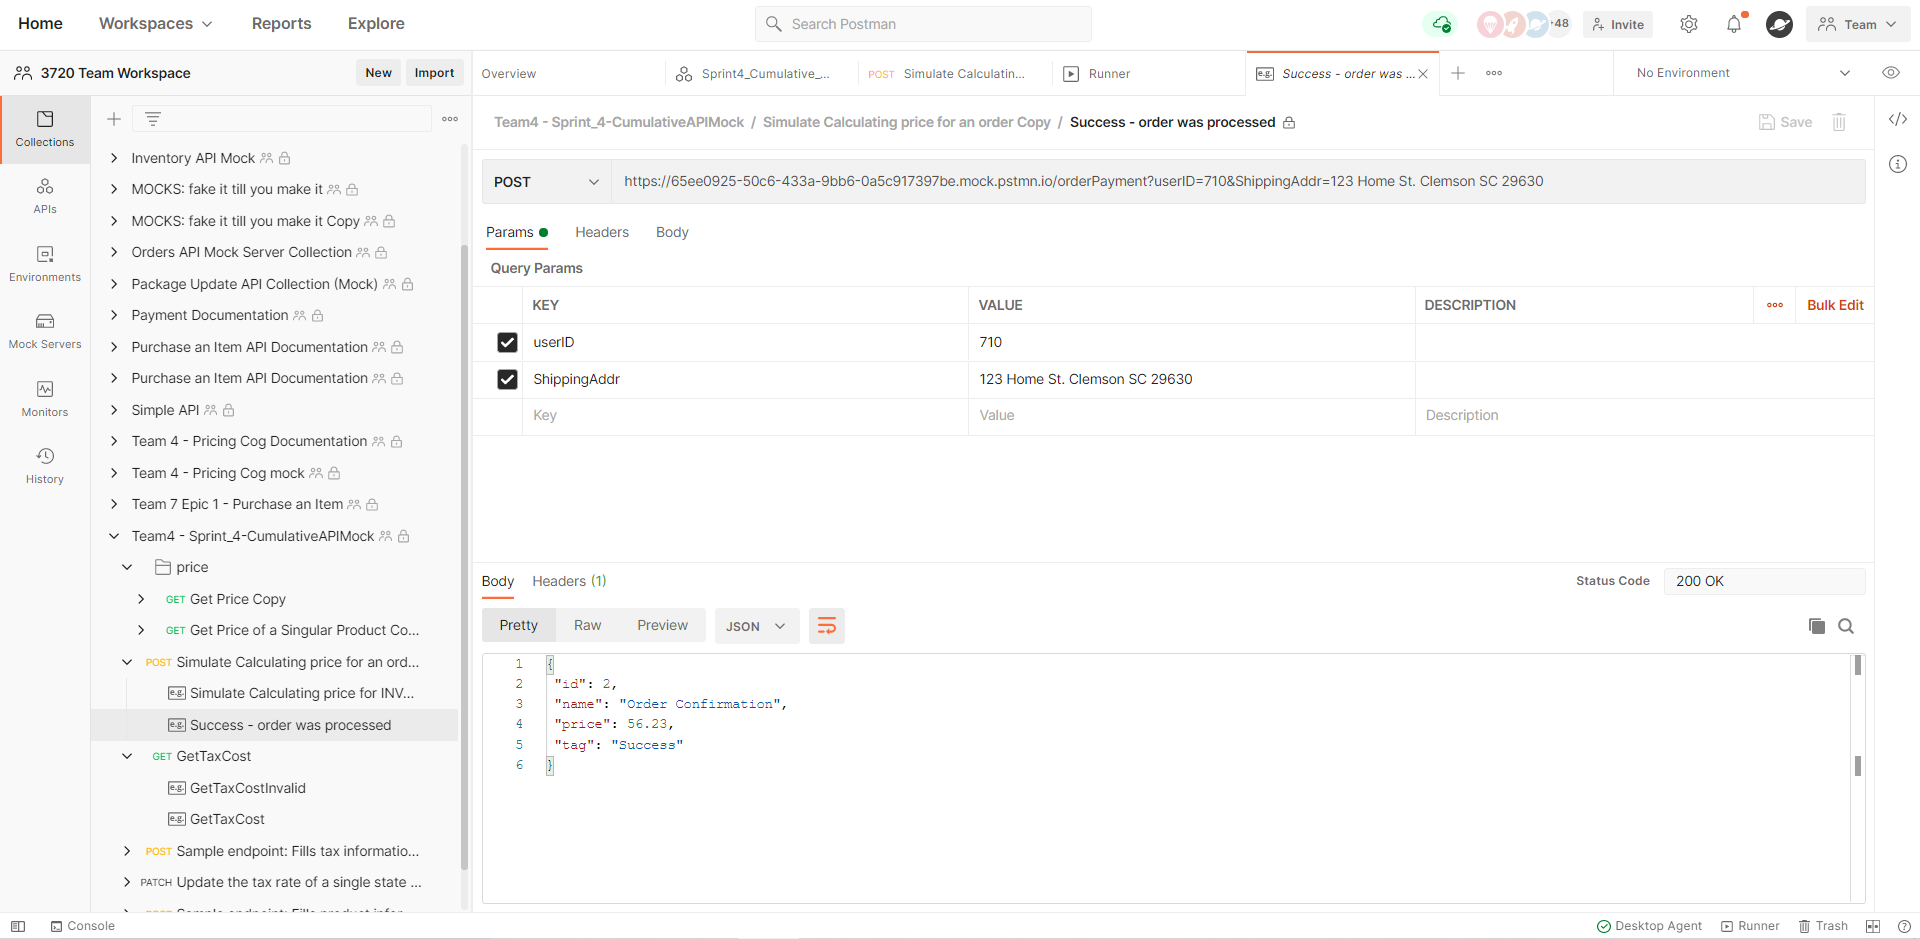 Home
Workspaces
Reports
Explore
Search Postman
+48
Invite
Team
3720 Team Workspace
New
Import
Overview
Sprint4_Cumulative_...
POST Simulate Calculatin...
Runner
e.g. Success - order was ...
No Environment
Collections
APIs
Environments
Mock Servers
Monitors
History
Inventory API Mock
MOCKS: fake it till you make it
MOCKS: fake it till you make it Copy
Orders API Mock Server Collection
Package Update API Collection (Mock)
Payment Documentation
Purchase an Item API Documentation
Purchase an Item API Documentation
Simple API
Team 4 - Pricing Cog Documentation
Team 4 - Pricing Cog mock
Team 7 Epic 1 - Purchase an Item
Team4 - Sprint_4-CumulativeAPIMock
price
GET Get Price Copy
GET Get Price of a Singular Product Co...
POST Simulate Calculating price for an ord...
e.g. Simulate Calculating price for INV...
e.g. Success - order was processed
GET GetTaxCost
e.g. GetTaxCostInvalid
e.g. GetTaxCost
POST Sample endpoint: Fills tax informatio...
PATCH Update the tax rate of a single state ...
POST Sample endpoint: Fills product infor...
Team4 - Sprint_4-CumulativeAPIMock / Simulate Calculating price for an order Copy / Success - order was processed
Save
POST
https://65ee0925-50c6-433a-9bb6-0a5c917397be.mock.pstmn.io/orderPayment?userID=710&ShippingAddr=123 Home St. Clemson SC 29630
Params
Headers
Body
Query Params
KEY VALUE DESCRIPTION
Bulk Edit
userID 710
ShippingAddr 123 Home St. Clemson SC 29630
Key Value Description
Body
Headers (1)
Status Code 200 OK
Pretty
Raw
Preview
JSON
1 {
2 "id": 2,
3 "name": "Order Confirmation",
4 "price": 56.23,
5 "tag": "Success"
6 }
Console
Desktop Agent
Runner
Trash